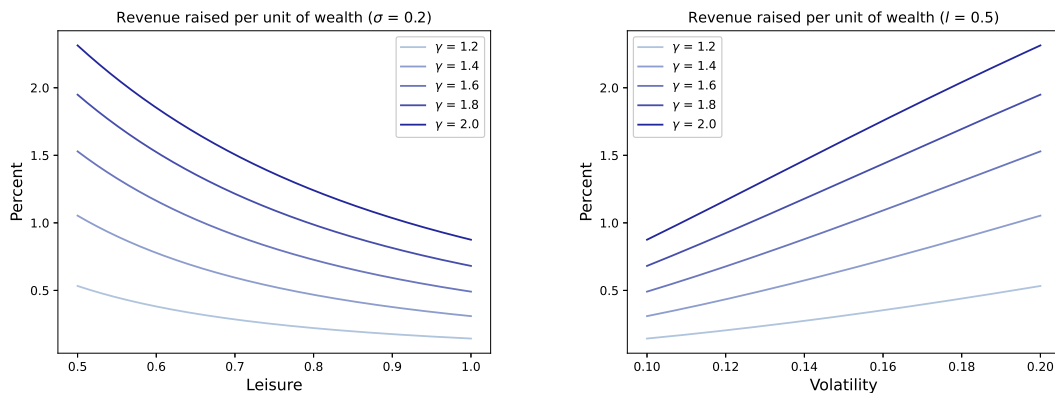 Revenue raised per unit of wealth (σ = 0.2)
Percent
2.0
1.5
1.0
0.5
γ = 1.2
γ = 1.4
γ = 1.6
γ = 1.8
γ = 2.0
0.5 0.6 0.7 0.8 0.9 1.0
Leisure
Revenue raised per unit of wealth (l = 0.5)
Percent
2.0
1.5
1.0
0.5
γ = 1.2
γ = 1.4
γ = 1.6
γ = 1.8
γ = 2.0
0.10 0.12 0.14 0.16 0.18 0.20
Volatility